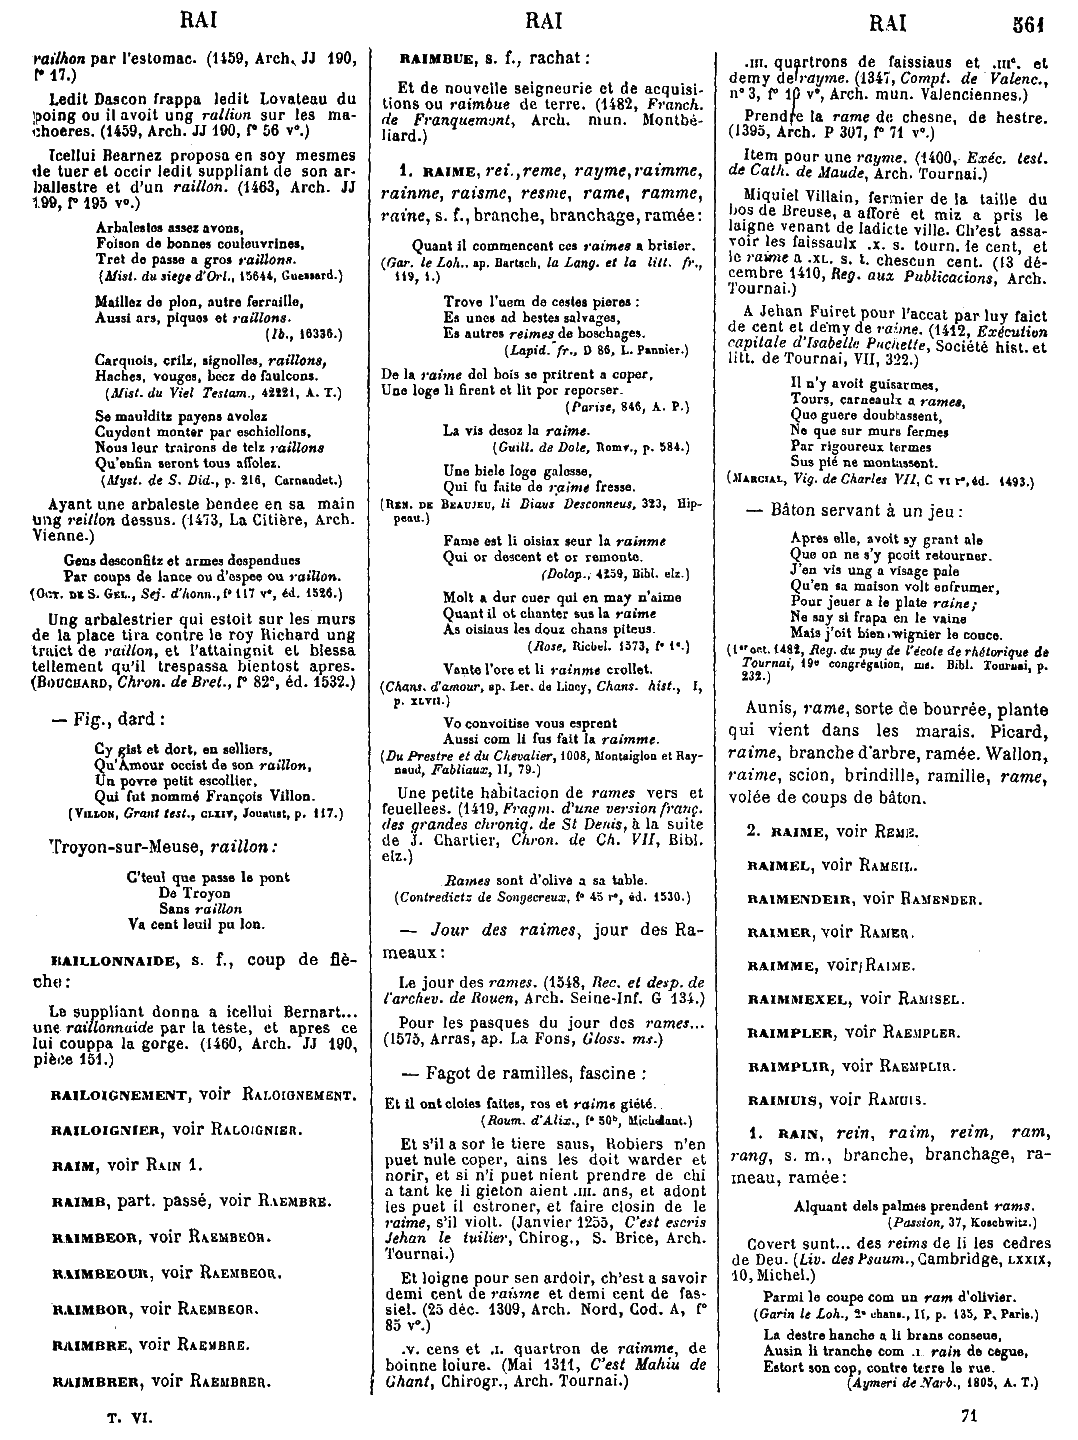 RAI
RAI
RAI
561
railhon par l'estomac. (1459, Arch. JJ 190,
f° 17.)
Ledit Dascon frappa ledit Lovateau du
poing ou il avoit ung rallion sur les ma-
choeres. (1459, Arch. JJ 190, f° 56 v°.)
Icellui Bearnez proposa en soy mesmes
de tuer et occir ledit suppliant de son ar-
ballestre et d'un raillon. (1463, Arch. JJ
199, f° 195 v°.)
Arbalestes assez avons,
Foison de bonnes couleuvrines,
Tret de passe a gros raillons.
(Mist. du siege d'Orl., 15644, Guessard.)
Maillez de plon, autre ferraille,
Aussi ars, piques et raillons.
(Ib., 16336.)
Carquois, crilz, signolles, raillons,
Haches, vouges, becz de faulcons.
(Mist. du Viel Testam., 42221, A. T.)
Se maulditz payens avolez
Cuydent monter par eschiellons,
Nous leur trairons de telz raillons
Qu'enfin seront tous affolez.
(Myst. de S. Did., p. 216, Carnandet.)
Ayant une arbaleste bendee en sa main
ung reillon dessus. (1473, La Citière, Arch.
Vienne.)
Gens desconfitz et armes despendues
Par coups de lance ou d'espee ou raillon.
(Oct. de S. Gel., Sej. d'honn., f° 117 v°, éd. 1526.)
Ung arbalestrier qui estoit sur les murs
de la place tira contre le roy Richard ung
traict de raillon, et l'attaingnit et blessa
tellement qu'il trespassa bientost apres.
(Bouchard, Chron. de Bret., f° 82ᶜ, éd. 1532.)
— Fig., dard :
Cy gist et dort, en selliers,
Qu'Amour occist de son raillon,
Un povre petit escollier,
Qui fut nommé François Villon.
(Villon, Grant test., CLXIV, Jouaust, p. 117.)
Troyon-sur-Meuse, raillon :
C'teul que passe le pont
De Troyon
Sans raillon
Va cent leuil pu lon.
RAILLONNAIDE, s. f., coup de flè-
che :
Le suppliant donna a icellui Bernart...
une raillonnaide par la teste, et apres ce
lui couppa la gorge. (1460, Arch. JJ 190,
pièce 151.)
RAILOIGNEMENT, voir Raloignement.
RAILOIGNIER, voir Raloignier.
RAIM, voir Rain 1.
RAIMB, part. passé, voir Raembre.
RAIMBEOR, voir Raembeor.
RAIMBEOUR, voir Raembeor.
RAIMBOR, voir Raembeor.
RAIMBRE, voir Raembre.
RAIMBRER, voir Raembrer.
T. VI.
RAIMBUE, s. f., rachat :
Et de nouvelle seigneurie et de acquisi-
tions ou raimbue de terre. (1482, Franch.
de Franquemont, Arch. mun. Montbé-
liard.)
1. RAIME, rei., reme, rayme, raimme,
rainme, raisme, resme, rame, ramme,
raine, s. f., branche, branchage, ramée :
Quant il commencent ces raimes a brisier.
(Gar. le Loh., ap. Bartsch, la Lang. et la litt. fr.,
119, 1.)
Trove l'uem de cestes pieres :
Es unes ad bestes salvages,
Es autres reimes de boschages.
(Lapid. fr., D 86, L. Pannier.)
De la raime del bois se pritrent a coper,
Une loge li firent et lit por reposer.
(Parise, 846, A. P.)
La vis desoz la raime.
(Guill. de Dole, Romv., p. 584.)
Une biele loge galesse,
Qui fu faite de raime fresse.
(Ren. de Beaujeu, li Biaus Desconneus, 323, Hip-
peau.)
Fame est li oisiax seur la rainme
Qui or descent et or remonte.
(Dolop., 4259, Bibl. elz.)
Molt a dur cuer qui en may n'aime
Quant il ot chanter sus la raime
As oisiaus les douz chans piteus.
(Rose, Richel. 1573, f° 1ᵃ.)
Vante l'ore et li rainme crollet.
(Chans. d'amour, ap. Ler. de Lincy, Chans. hist., I,
p. XLVII.)
Vo convoitise vous esprent
Aussi com li fus fait la raimme.
(Du Prestre et du Chevalier, 1008, Montaiglon et Ray-
naud, Fabliaux, II, 79.)
Une petite habitacion de rames vers et
feuellees. (1419, Fragm. d'une version franç.
des grandes chroniq. de St Denis, à la suite
de J. Chartier, Chron. de Ch. VII, Bibl.
elz.)
Rames sont d'olive a sa table.
(Contredictz de Songecreux, f° 45 r°, éd. 1530.)
— Jour des raimes, jour des Ra-
meaux :
Le jour des rames. (1548, Rec. et desp. de
l'archev. de Rouen, Arch. Seine-Inf. G 134.)
Pour les pasques du jour des rames...
(1575, Arras, ap. La Fons, Gloss. ms.)
— Fagot de ramilles, fascine :
Et il ont cloies faites, ros et raime gieté.
(Roum. d'Alix., f° 50ᵇ, Michelant.)
Et s'il a sor le tiere saus, Robiers n'en
puet nule coper, ains les doit warder et
norir, et si n'i puet nient prendre de chi
a tant ke li gieton aient .III. ans, et adont
les puet il estroner, et faire closin de le
raime, s'il violt. (Janvier 1255, C'est escris
Jehan le tuilier, Chirog., S. Brice, Arch.
Tournai.)
Et loigne pour sen ardoir, ch'est a savoir
demi cent de raisme et demi cent de fas-
siel. (25 déc. 1309, Arch. Nord, Cod. A, f°
85 v°.)
.V. cens et .I. quartron de raimme, de
boinne loiure. (Mai 1311, C'est Mahiu de
Ghant, Chirogr., Arch. Tournai.)
.III. quartrons de faissiaus et .IIIᶜ. et
demy de rayme. (1347, Compt. de Valenc.,
n° 3, f° 10 v°, Arch. mun. Valenciennes.)
Prendre la rame de chesne, de hestre.
(1395, Arch. P 307, f° 71 v°.)
Item pour une rayme. (1400, Exéc. test.
de Cath. de Maude, Arch. Tournai.)
Miquiel Villain, fermier de la taille du
bos de Breuse, a afforé et miz a pris le
laigne venant de ladicte ville. Ch'est assa-
voir les faissaulx .X. s. tourn. le cent, et
le raime a .XL. s. t. chescun cent. (13 dé-
cembre 1410, Reg. aux Publicacions, Arch.
Tournai.)
A Jehan Fuiret pour l'accat par luy faict
de cent et demy de raime. (1412, Exécution
capitale d'Isabelle Puchette, Société hist. et
litt. de Tournai, VII, 322.)
Il n'y avoit guisarmes,
Tours, carneaulx a rames,
Que guere doubtassent,
Ne que sur murs fermes
Par rigoureux termes
Sus pié ne montassent.
(Marcial, Vig. de Charles VII, C VI r°, éd. 1493.)
— Bâton servant à un jeu :
Apres elle, avoit sy grant ale
Que on ne s'y pooit retourner.
J'en vis ung a visage pale
Qu'en sa maison volt enfrumer,
Pour jeuer a le plate raine ;
Ne say si frapa en le vaine
Mais j'oit bien wignier le couce.
(1ᵉʳ oct. 1482, Reg. du puy de l'école de rhétorique de
Tournai, 19ᵉ congrégation, ms. Bibl. Tournai, p.
232.)
Aunis, rame, sorte de bourrée, plante
qui vient dans les marais. Picard,
raime, branche d'arbre, ramée. Wallon,
raime, scion, brindille, ramille, rame,
volée de coups de bâton.
2. RAIME, voir Reme.
RAIMEL, voir Rameil.
RAIMENDEIR, voir Ramender.
RAIMER, voir Ramer.
RAIMME, voir Raime.
RAIMMEXEL, voir Ramisel.
RAIMPLER, voir Raempler.
RAIMPLIR, voir Raemplir.
RAIMUIS, voir Ramuis.
1. RAIN, rein, raim, reim, ram,
rang, s. m., branche, branchage, ra-
meau, ramée :
Alquant dels palmes prendent rams.
(Passion, 37, Koschwitz.)
Covert sunt... des reims de li les cedres
de Deu. (Liv. des Psaum., Cambridge, LXXIX,
10, Michel.)
Parmi le coupe com un ram d'olivier.
(Garin le Loh., 2ᵉ chans., II, p. 135, P. Paris.)
La destre hanche a li brans conseue,
Ausin li tranche com .I. rain de cegue,
Estort son cop, contre terre le rue.
(Aymeri de Narb., 1805, A. T.)
71